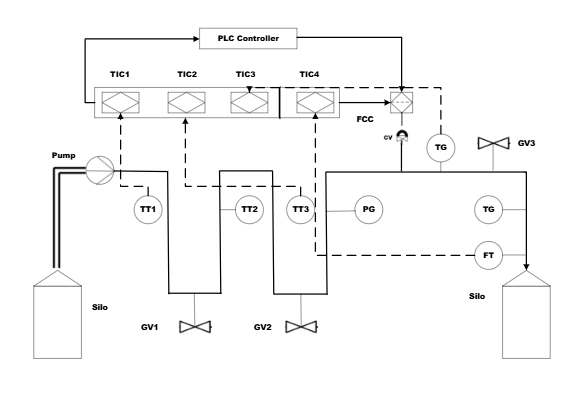 PLC Controller
TIC1
TIC2
TIC3
TIC4
FCC
CV
TG
GV3
Pump
TT1
TT2
TT3
PG
TG
FT
Silo
Silo
GV1
GV2